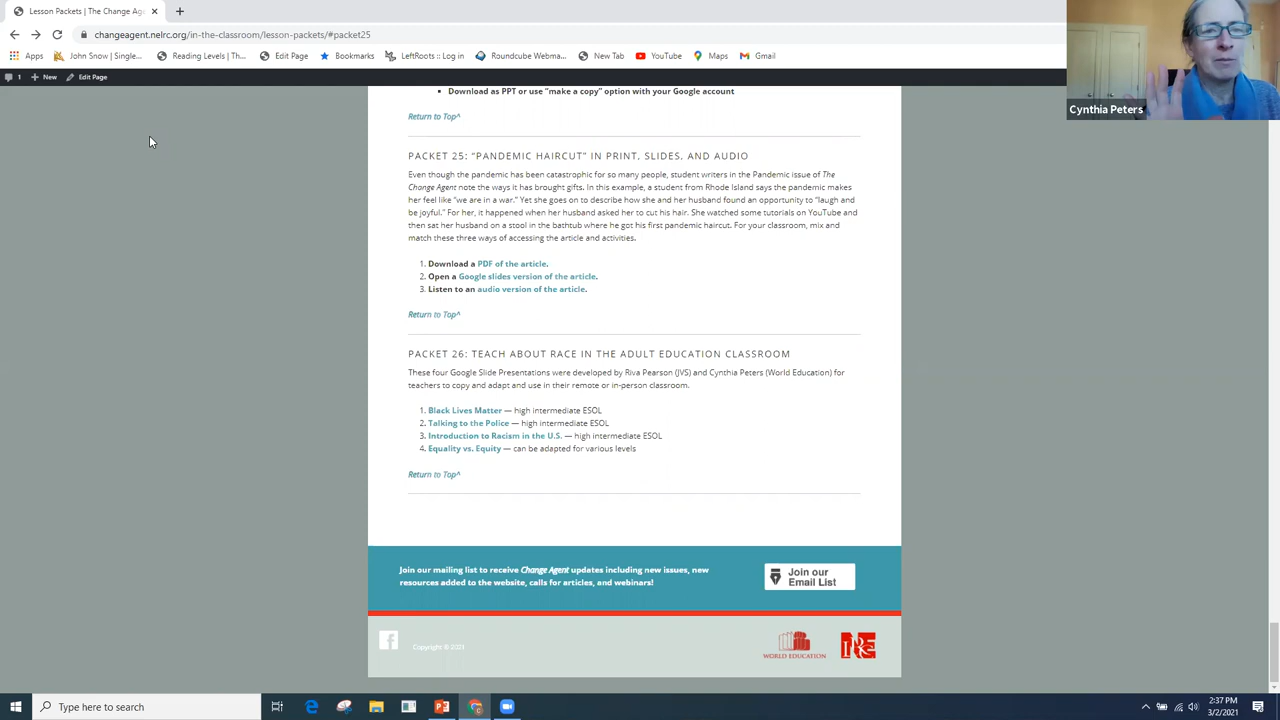 Lesson Packets | The Change Age
changeagent.nelrc.org/in-the-classroom/lesson-packets/#packet25
Apps
John Snow | Single...
Reading Levels | Th...
Edit Page
Bookmarks
LeftRoots :: Log in
Roundcube Webma...
New Tab
YouTube
Maps
Gmail
1
New
Edit Page
Cynthia Peters
▪ Download as PPT or use "make a copy" option with your Google account
Return to Top^
PACKET 25: "PANDEMIC HAIRCUT" IN PRINT, SLIDES, AND AUDIO
Even though the pandemic has been catastrophic for so many people, student writers in the Pandemic issue of The
Change Agent note the ways it has brought gifts. In this example, a student from Rhode Island says the pandemic makes
her feel like "we are in a war." Yet she goes on to describe how she and her husband found an opportunity to "laugh and
be joyful." For her, it happened when her husband asked her to cut his hair. She watched some tutorials on YouTube and
then sat her husband on a stool in the bathtub where he got his first pandemic haircut. For your classroom, mix and
match these three ways of accessing the article and activities.
1. Download a PDF of the article.
2. Open a Google slides version of the article.
3. Listen to an audio version of the article.
Return to Top^
PACKET 26: TEACH ABOUT RACE IN THE ADULT EDUCATION CLASSROOM
These four Google Slide Presentations were developed by Riva Pearson (JVS) and Cynthia Peters (World Education) for
teachers to copy and adapt and use in their remote or in-person classroom.
1. Black Lives Matter — high intermediate ESOL
2. Talking to the Police — high intermediate ESOL
3. Introduction to Racism in the U.S. — high intermediate ESOL
4. Equality vs. Equity — can be adapted for various levels
Return to Top^
Join our mailing list to receive Change Agent updates including new issues, new
resources added to the website, calls for articles, and webinars!
Join our
Email List
Copyright © 2021
WORLD EDUCATION
Type here to search
2:37 PM
3/2/2021